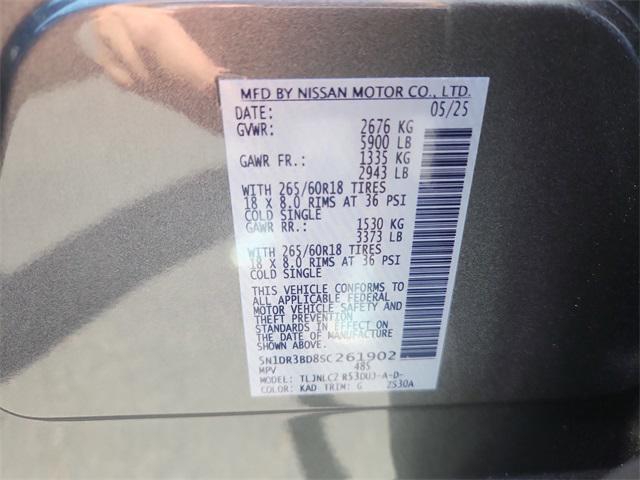 MFD BY NISSAN MOTOR CO., LTD.
DATE: 05/25
GVWR: 2676 KG
5900 LB
GAWR FR.: 1335 KG
2943 LB
WITH 265/60R18 TIRES
18 X 8.0 RIMS AT 36 PSI
COLD SINGLE
GAWR RR.: 1530 KG
3373 LB
WITH 265/60R18 TIRES
18 X 8.0 RIMS AT 36 PSI
COLD SINGLE
THIS VEHICLE CONFORMS TO
ALL APPLICABLE FEDERAL
MOTOR VEHICLE SAFETY AND
THEFT PREVENTION
STANDARDS IN EFFECT ON
THE DATE OF MANUFACTURE
SHOWN ABOVE.
5N1DR3BD8SC261902
MPV 485
MODEL: TLJNLCZ R53DUJ-A-D-
COLOR: KAD TRIM: G 2S30A